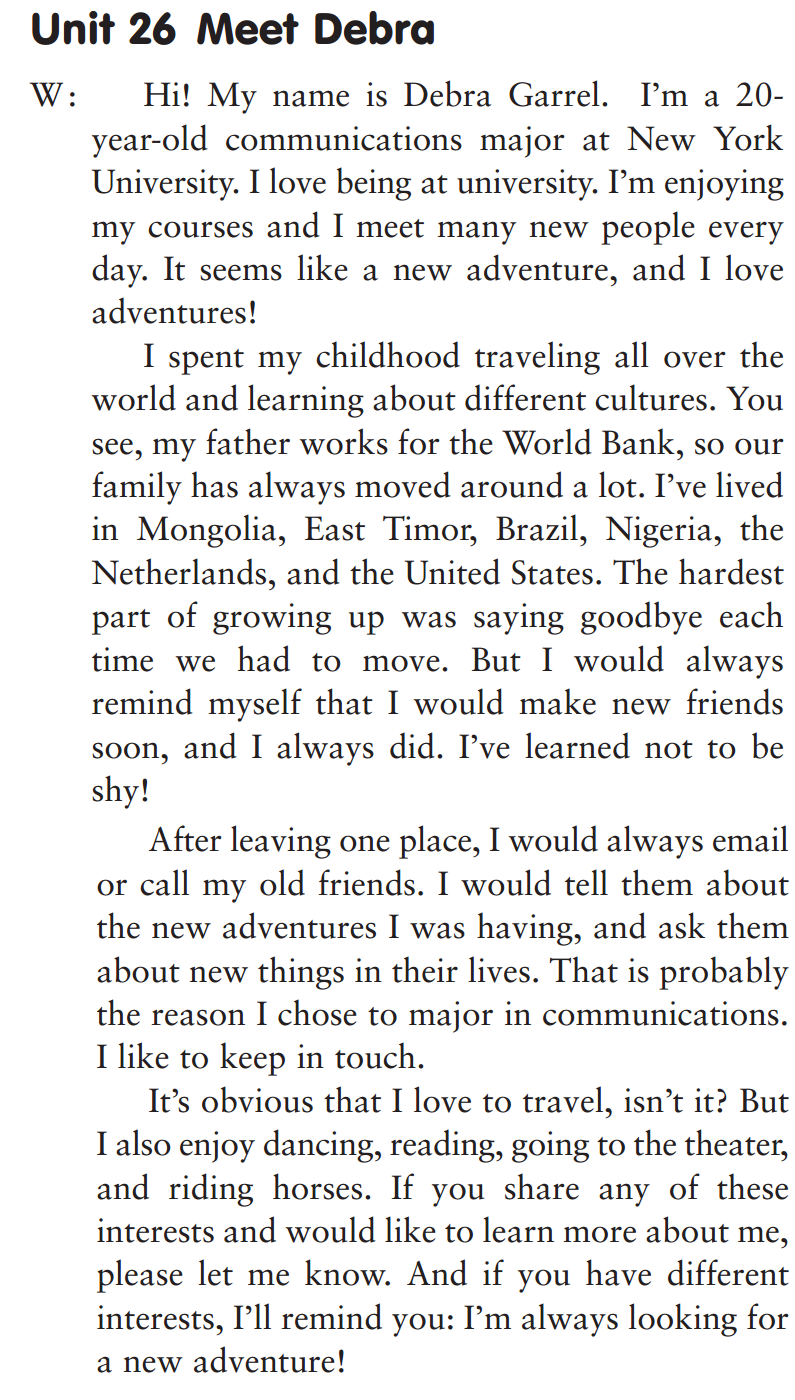 Unit 26 Meet Debra
W: Hi! My name is Debra Garrel. I'm a 20-
year-old communications major at New York
University. I love being at university. I'm enjoying
my courses and I meet many new people every
day. It seems like a new adventure, and I love
adventures!
I spent my childhood traveling all over the
world and learning about different cultures. You
see, my father works for the World Bank, so our
family has always moved around a lot. I've lived
in Mongolia, East Timor, Brazil, Nigeria, the
Netherlands, and the United States. The hardest
part of growing up was saying goodbye each
time we had to move. But I would always
remind myself that I would make new friends
soon, and I always did. I've learned not to be
shy!
After leaving one place, I would always email
or call my old friends. I would tell them about
the new adventures I was having, and ask them
about new things in their lives. That is probably
the reason I chose to major in communications.
I like to keep in touch.
It's obvious that I love to travel, isn't it? But
I also enjoy dancing, reading, going to the theater,
and riding horses. If you share any of these
interests and would like to learn more about me,
please let me know. And if you have different
interests, I'll remind you: I'm always looking for
a new adventure!